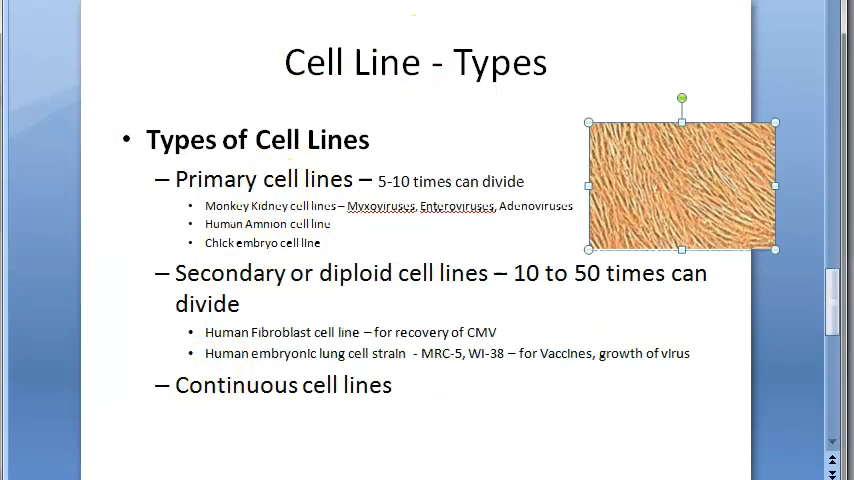 Cell Line - Types
• Types of Cell Lines
– Primary cell lines – 5-10 times can divide
• Monkey Kidney cell lines – Myxoviruses, Enteroviruses, Adenoviruses
• Human Amnion cell line
• Chick embryo cell line
– Secondary or diploid cell lines – 10 to 50 times can
divide
• Human Fibroblast cell line – for recovery of CMV
• Human embryonic lung cell strain - MRC-5, WI-38 – for Vaccines, growth of virus
– Continuous cell lines